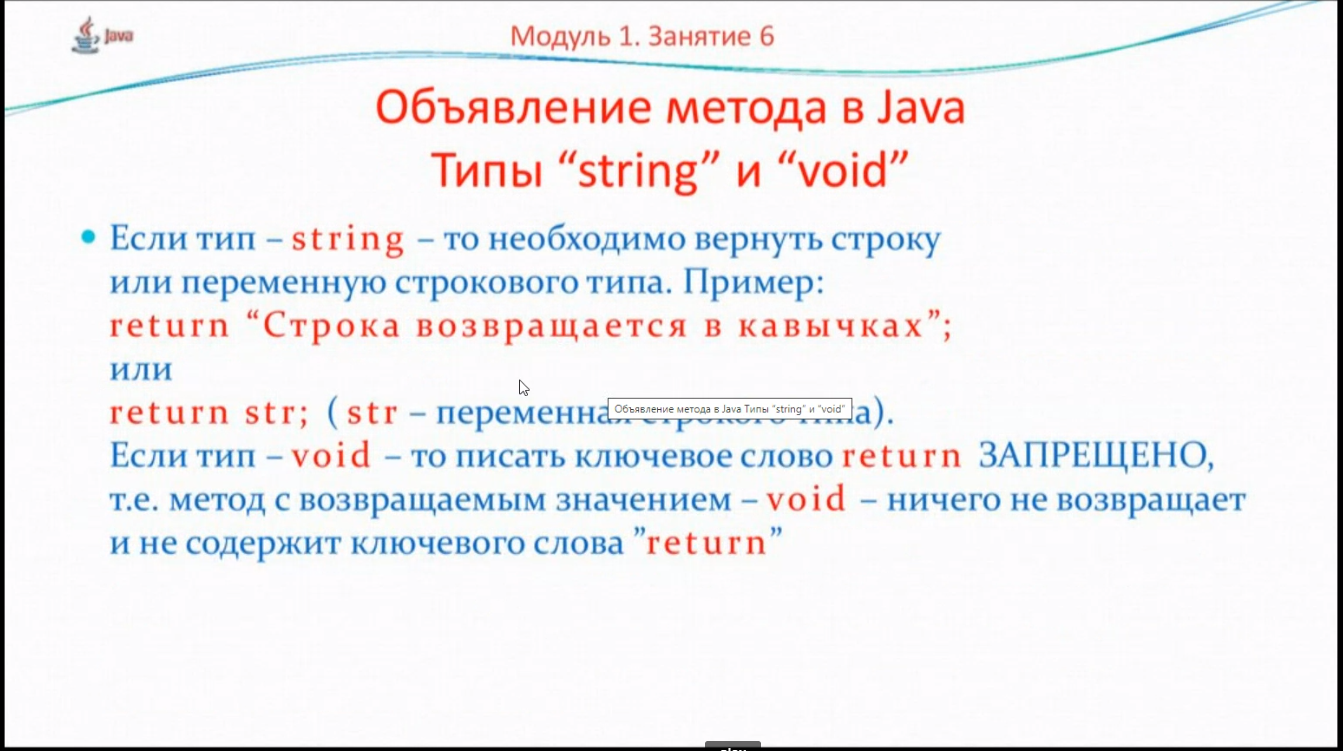 Java
Модуль 1. Занятие 6
Объявление метода в Java
Типы “string” и “void”
• Если тип – string – то необходимо вернуть строку
или переменную строкового типа. Пример:
return “Строка возвращается в кавычках”;
или
return str; ( str – переменная строкого типа).
Объявление метода в Java Типы "string" и "void"
Если тип – void – то писать ключевое слово return ЗАПРЕЩЕНО,
т.е. метод с возвращаемым значением – void – ничего не возвращает
и не содержит ключевого слова ”return”